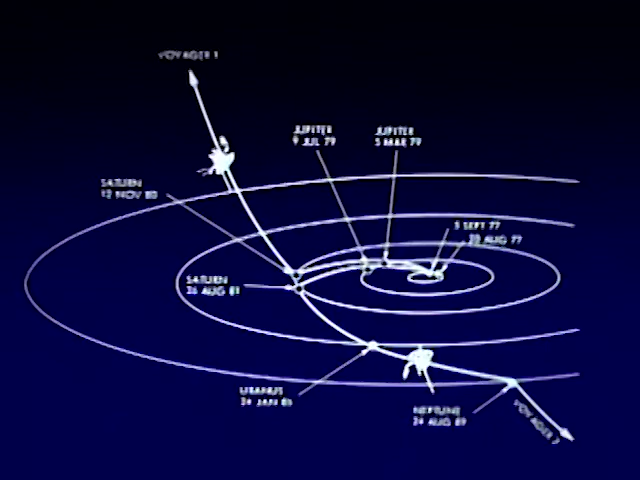 VOYAGER 1
JUPITER
9 JUL 79
JUPITER
5 MAR 79
SATURN
12 NOV 80
5 SEPT 77
20 AUG 77
SATURN
26 AUG 81
URANUS
24 JAN 86
NEPTUNE
24 AUG 89
VOYAGER 2